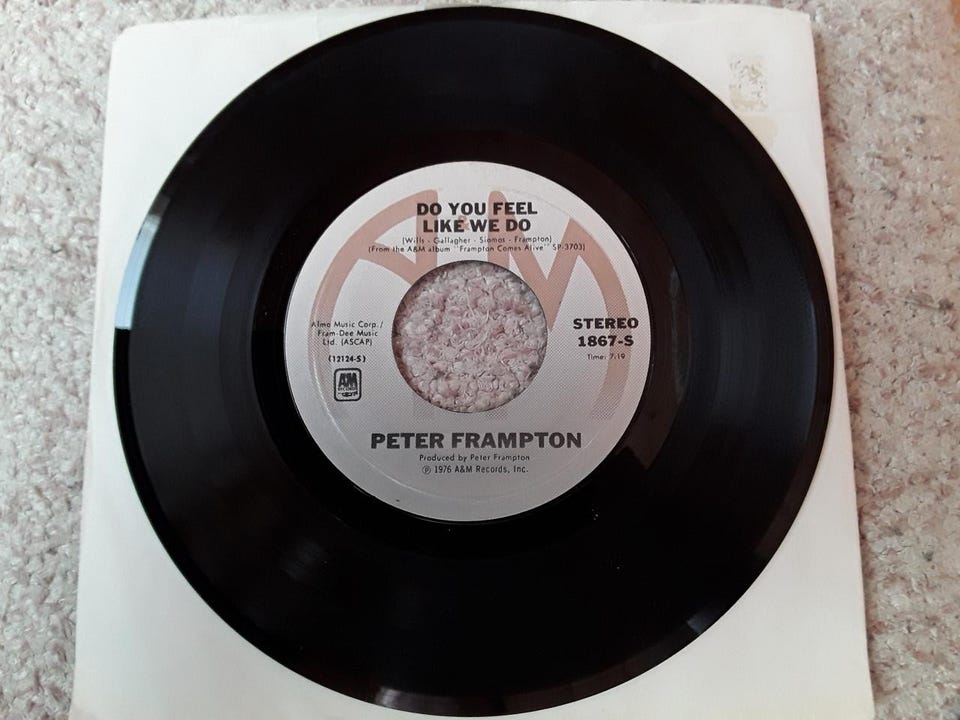 A&M
DO YOU FEEL
LIKE WE DO
(Wills - Gallagher - Siomos - Frampton)
(From the A&M album "Frampton Comes Alive" SP-3703)
Almo Music Corp./
Fram-Dee Music
Ltd. (ASCAP)
(12124-S)
A&M
RECORDS
STEREO
1867-S
Time: 7:19
PETER FRAMPTON
Produced by Peter Frampton
℗ 1976 A&M Records, Inc.